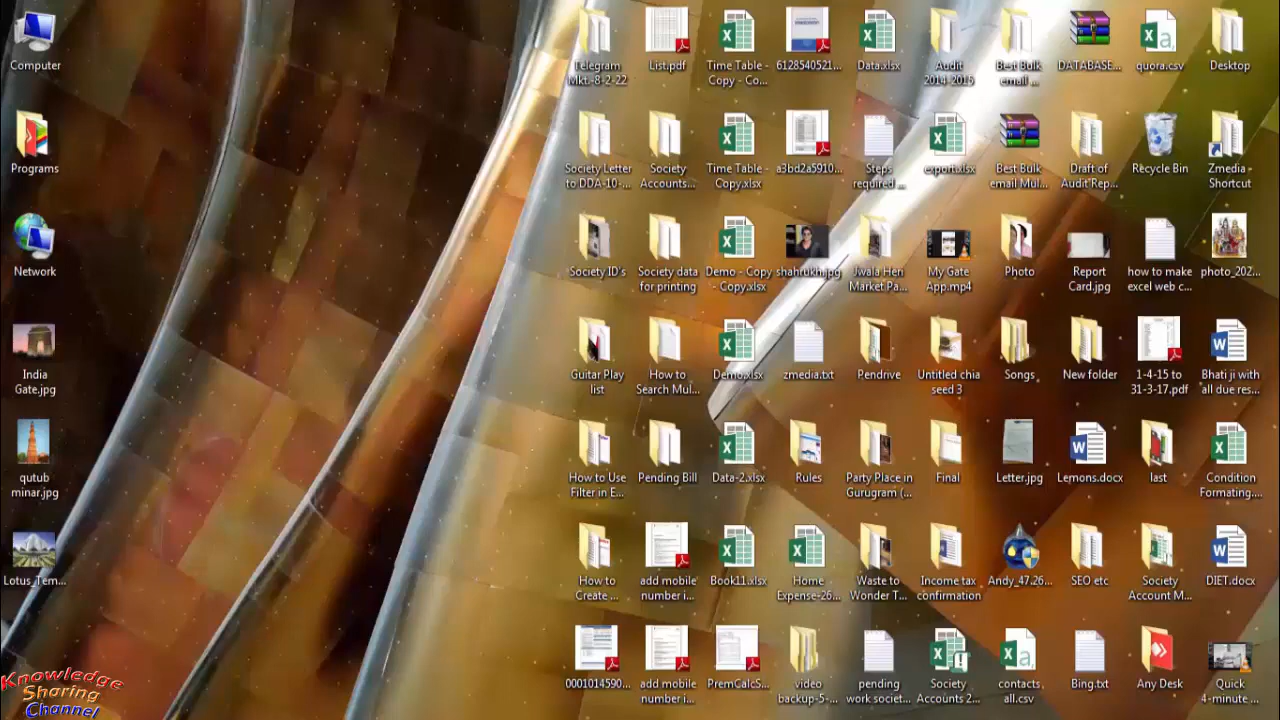 Computer
Programs
Network
India
Gate.jpg
qutub
minar.jpg
Lotus_Tem...
Telegram
Mkt.-8-2-22
List.pdf
Time Table -
Copy - Co...
6128540521...
Data.xlsx
Audit
2014-2015
Best Bulk
email ...
DATABASE...
quora.csv
Desktop
Society Letter
to DDA-10-...
Society
Accounts...
Time Table -
Copy.xlsx
a3bd2a5910...
Steps
required ...
export.xlsx
Best Bulk
email Mul...
Draft of
Audit Rep...
Recycle Bin
Zmedia -
Shortcut
Society ID's
Society data
for printing
Demo - Copy
- Copy.xlsx
shahrukh.jpg
Jwala Heri
Market Pa...
My Gate
App.mp4
Photo
Report
Card.jpg
how to make
excel web c...
photo_202...
Guitar Play
list
How to
Search Mul...
Demo.xlsx
zmedia.txt
Pendrive
Untitled chia
seed 3
Songs
New folder
1-4-15 to
31-3-17.pdf
Bhati ji with
all due res...
How to Use
Filter in E...
Pending Bill
Data-2.xlsx
Rules
Party Place in
Gurugram (...
Final
Letter.jpg
Lemons.docx
last
Condition
Formating....
How to
Create ...
add mobile
number i...
Book11.xlsx
Home
Expense-26...
Waste to
Wonder T...
Income tax
confirmation
Andy_47.26...
SEO etc
Society
Account M...
DIET.docx
0001014590...
add mobile
number i...
PremCalcS...
video
backup-5-...
pending
work societ...
Society
Accounts 2...
contacts
all.csv
Bing.txt
Any Desk
Quick
4-minute ...
Knowledge
Sharing
Channel